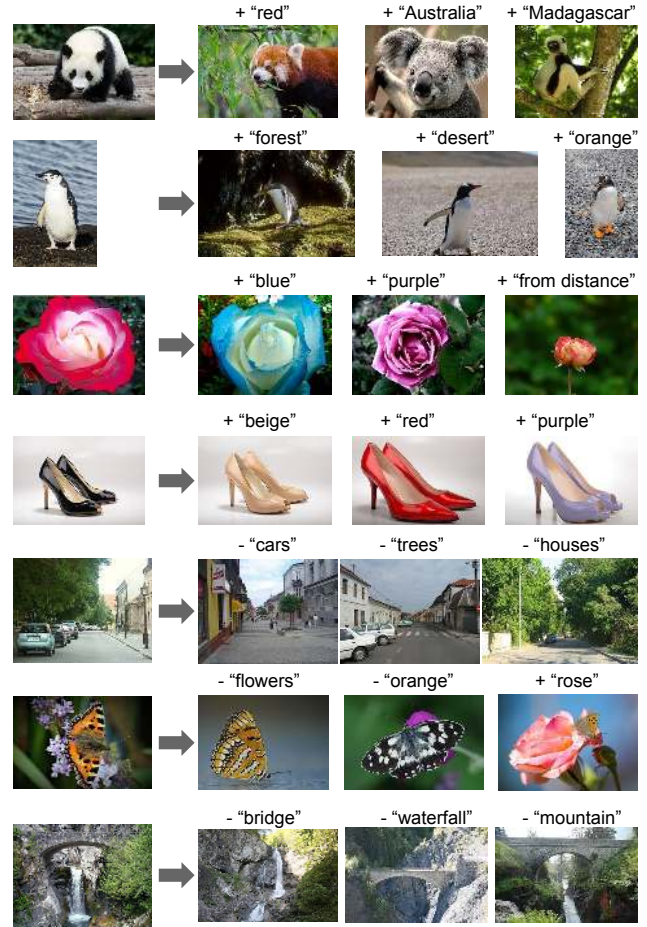 + “red” + “Australia” + “Madagascar”
+ “forest” + “desert” + “orange”
+ “blue” + “purple” + “from distance”
+ “beige” + “red” + “purple”
- “cars” - “trees” - “houses”
- “flowers” - “orange” + “rose”
- “bridge” - “waterfall” - “mountain”